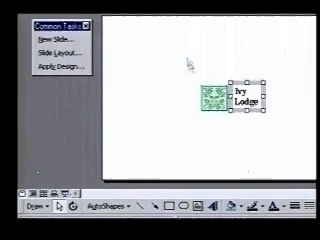 Common Tasks
New Slide...
Slide Layout...
Apply Design...
Ivy
Lodge
Draw
AutoShapes
A
A